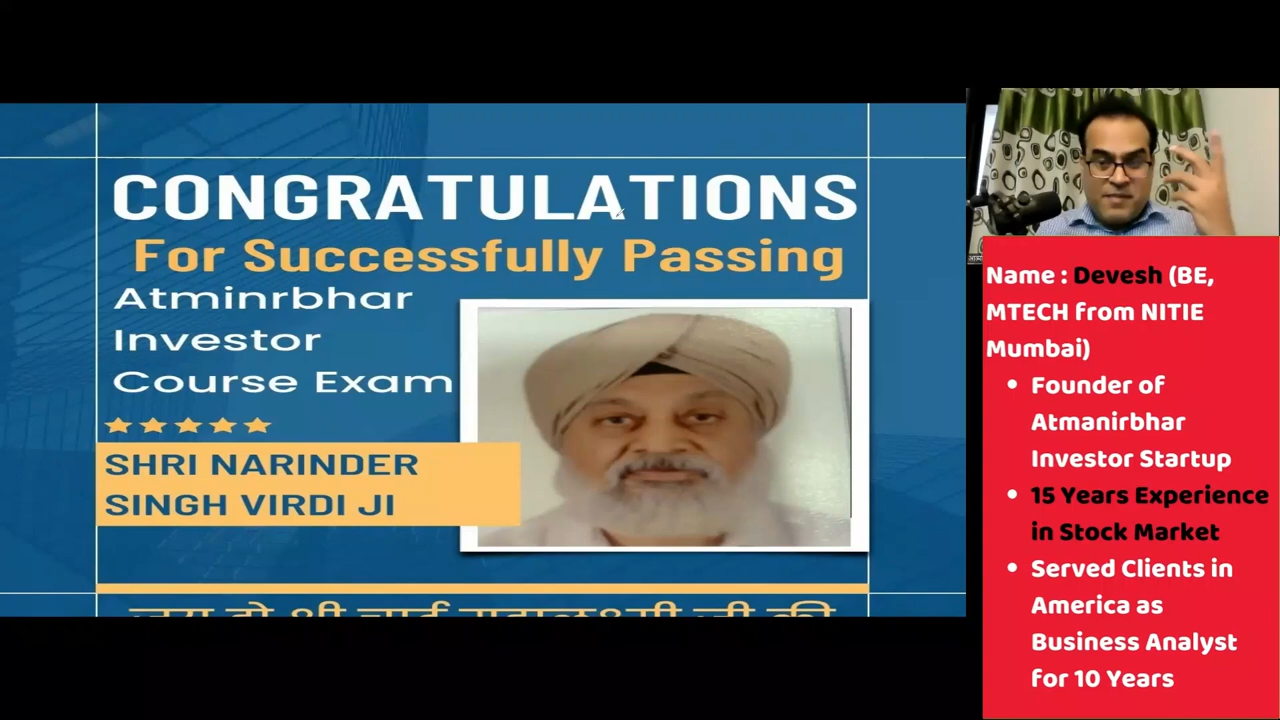 CONGRATULATIONS
For Successfully Passing
Atminrbhar
Investor
Course Exam
SHRI NARINDER
SINGH VIRDI JI
Name : Devesh (BE,
MTECH from NITIE
Mumbai)
• Founder of
Atmanirbhar
Investor Startup
• 15 Years Experience
in Stock Market
• Served Clients in
America as
Business Analyst
for 10 Years